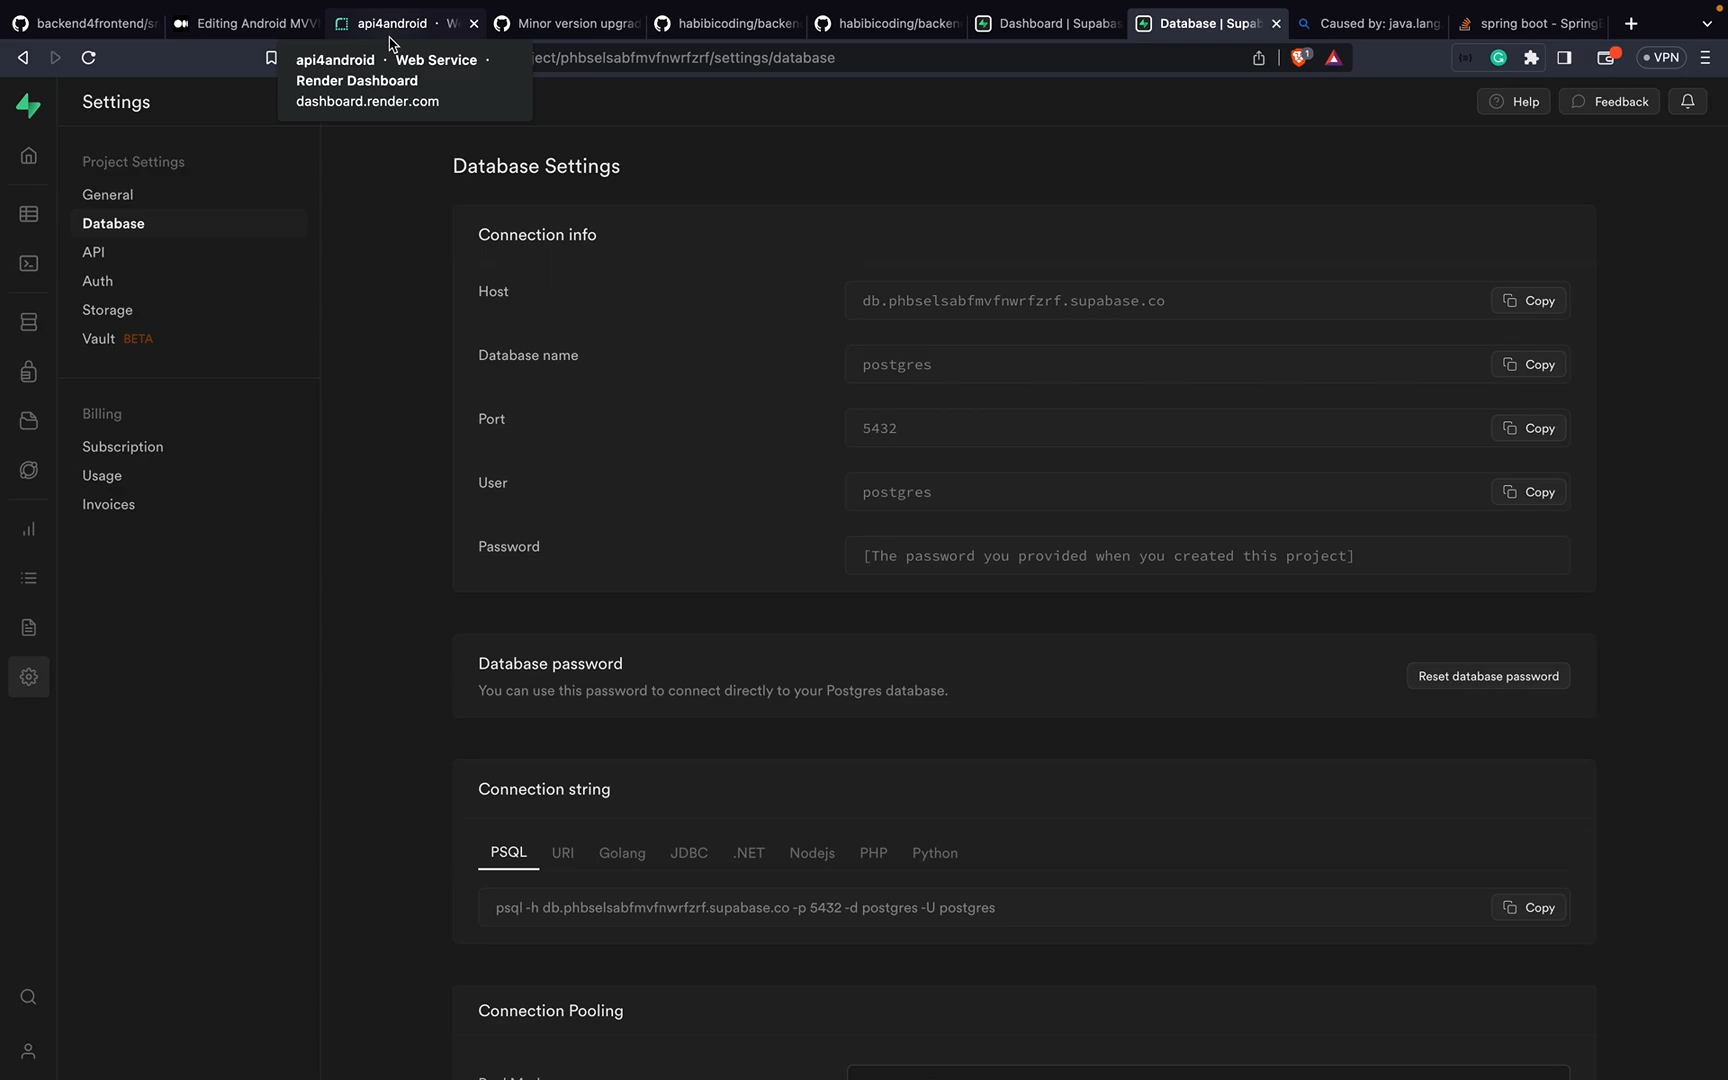 backend4frontend/sr
Editing Android MVVM
api4android · We
Minor version upgrad
habibicoding/backen
habibicoding/backen
Dashboard | Supabas
Database | Supab
Caused by: java.lang.
spring boot - SpringB
ject/phbselsabfmvfnwrfzrf/settings/database
1
VPN
api4android · Web Service ·
Render Dashboard
dashboard.render.com
Settings
Help
Feedback
Project Settings
General
Database
API
Auth
Storage
Vault BETA
Billing
Subscription
Usage
Invoices
Database Settings
Connection info
Host
db.phbselsabfmvfnwrfzrf.supabase.co
Copy
Database name
postgres
Copy
Port
5432
Copy
User
postgres
Copy
Password
[The password you provided when you created this project]
Database password
You can use this password to connect directly to your Postgres database.
Reset database password
Connection string
PSQL URI Golang JDBC .NET Nodejs PHP Python
psql -h db.phbselsabfmvfnwrfzrf.supabase.co -p 5432 -d postgres -U postgres
Copy
Connection Pooling